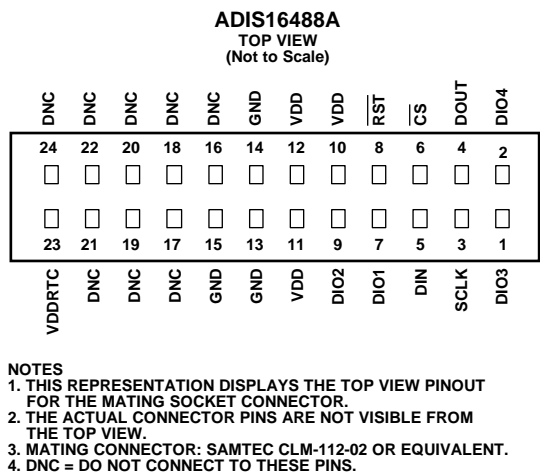 ADIS16488A
TOP VIEW
(Not to Scale)
DNC DNC DNC DNC DNC GND VDD VDD RST CS DOUT DIO4
24 22 20 18 16 14 12 10 8 6 4 2
23 21 19 17 15 13 11 9 7 5 3 1
VDDRTC DNC DNC DNC GND GND VDD DIO2 DIO1 DIN SCLK DIO3
NOTES
1. THIS REPRESENTATION DISPLAYS THE TOP VIEW PINOUT
FOR THE MATING SOCKET CONNECTOR.
2. THE ACTUAL CONNECTOR PINS ARE NOT VISIBLE FROM
THE TOP VIEW.
3. MATING CONNECTOR: SAMTEC CLM-112-02 OR EQUIVALENT.
4. DNC = DO NOT CONNECT TO THESE PINS.